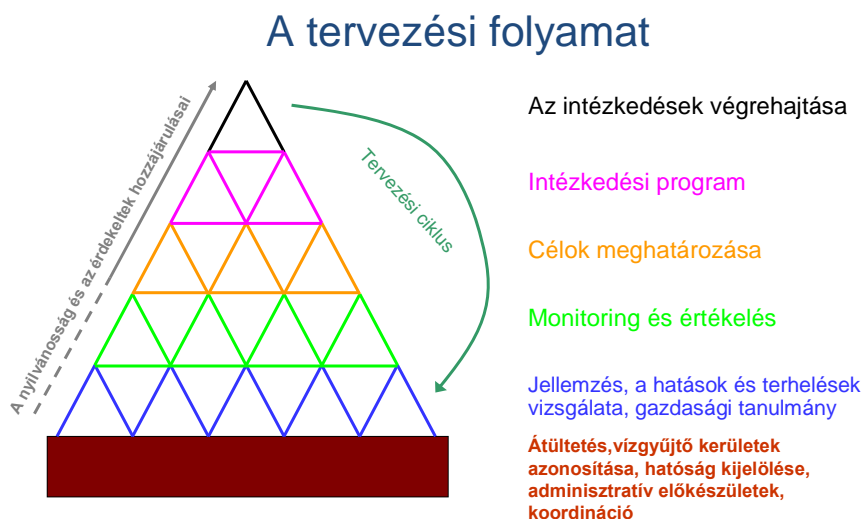 A tervezési folyamat
A nyilvánosság és az érdekeltek hozzájárulásai
Tervezési ciklus
Az intézkedések végrehajtása
Intézkedési program
Célok meghatározása
Monitoring és értékelés
Jellemzés, a hatások és terhelések
vizsgálata, gazdasági tanulmány
Átültetés,vízgyűjtő kerületek
azonosítása, hatóság kijelölése,
adminisztratív előkészületek,
koordináció